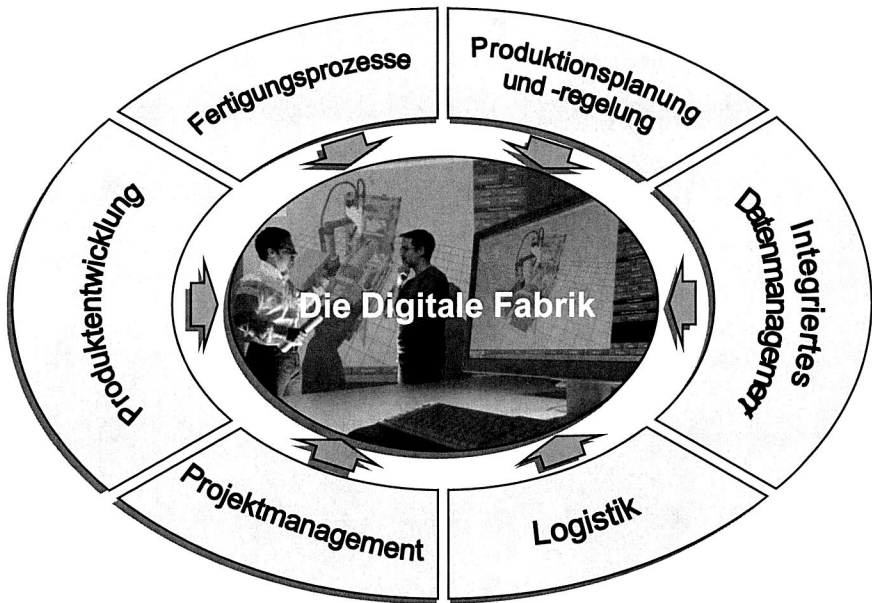 Fertigungsprozesse
Produktionsplanung
und -regelung
Integriertes
Datenmanagement
Logistik
Projektmanagement
Produktentwicklung
Die Digitale Fabrik